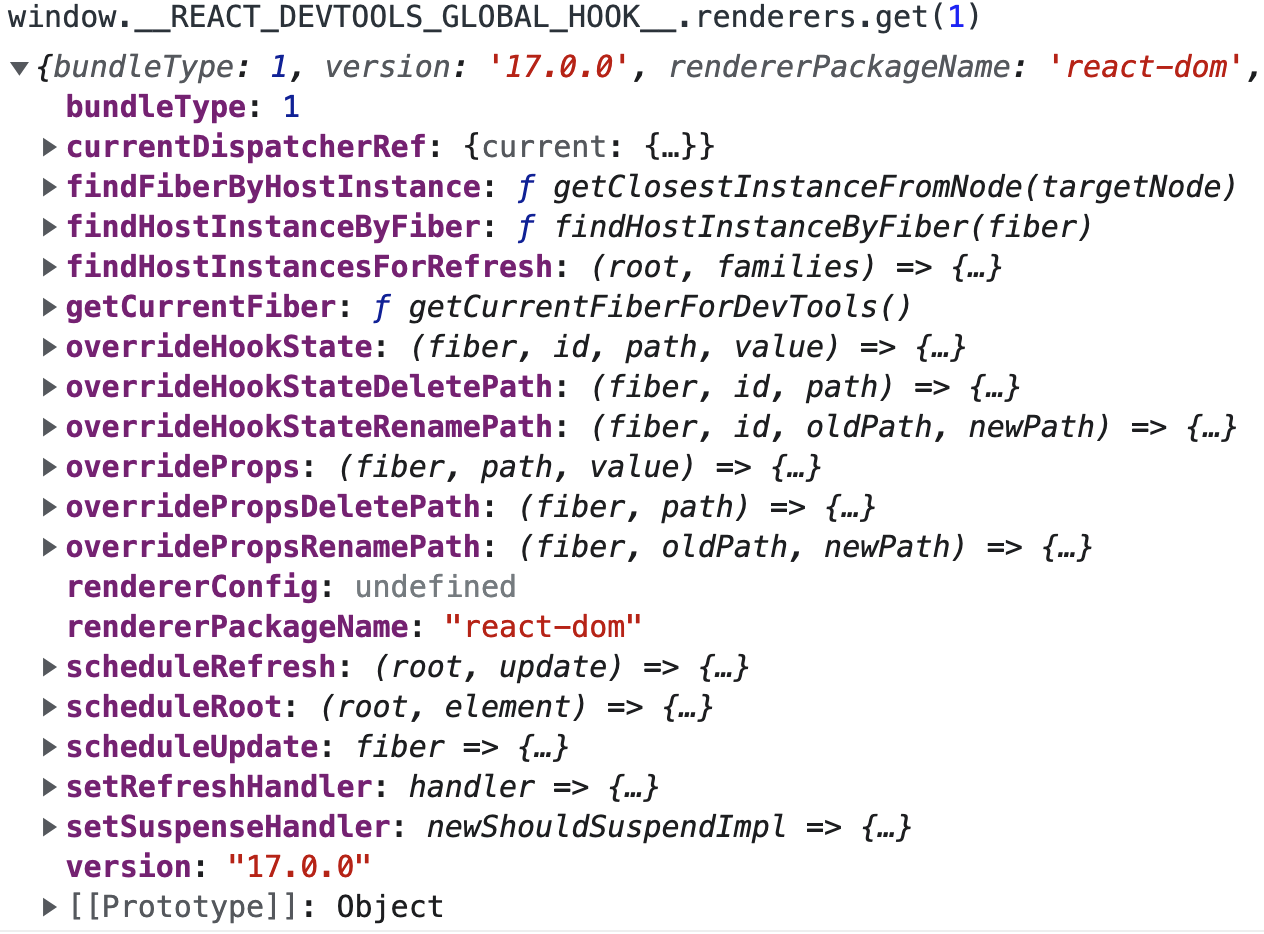 window.__REACT_DEVTOOLS_GLOBAL_HOOK__.renderers.get(1)
{bundleType: 1, version: '17.0.0', rendererPackageName: 'react-dom',
bundleType: 1
currentDispatcherRef: {current: {…}}
findFiberByHostInstance: ƒ getClosestInstanceFromNode(targetNode)
findHostInstanceByFiber: ƒ findHostInstanceByFiber(fiber)
findHostInstancesForRefresh: (root, families) => {…}
getCurrentFiber: ƒ getCurrentFiberForDevTools()
overrideHookState: (fiber, id, path, value) => {…}
overrideHookStateDeletePath: (fiber, id, path) => {…}
overrideHookStateRenamePath: (fiber, id, oldPath, newPath) => {…}
overrideProps: (fiber, path, value) => {…}
overridePropsDeletePath: (fiber, path) => {…}
overridePropsRenamePath: (fiber, oldPath, newPath) => {…}
rendererConfig: undefined
rendererPackageName: "react-dom"
scheduleRefresh: (root, update) => {…}
scheduleRoot: (root, element) => {…}
scheduleUpdate: fiber => {…}
setRefreshHandler: handler => {…}
setSuspenseHandler: newShouldSuspendImpl => {…}
version: "17.0.0"
[[Prototype]]: Object